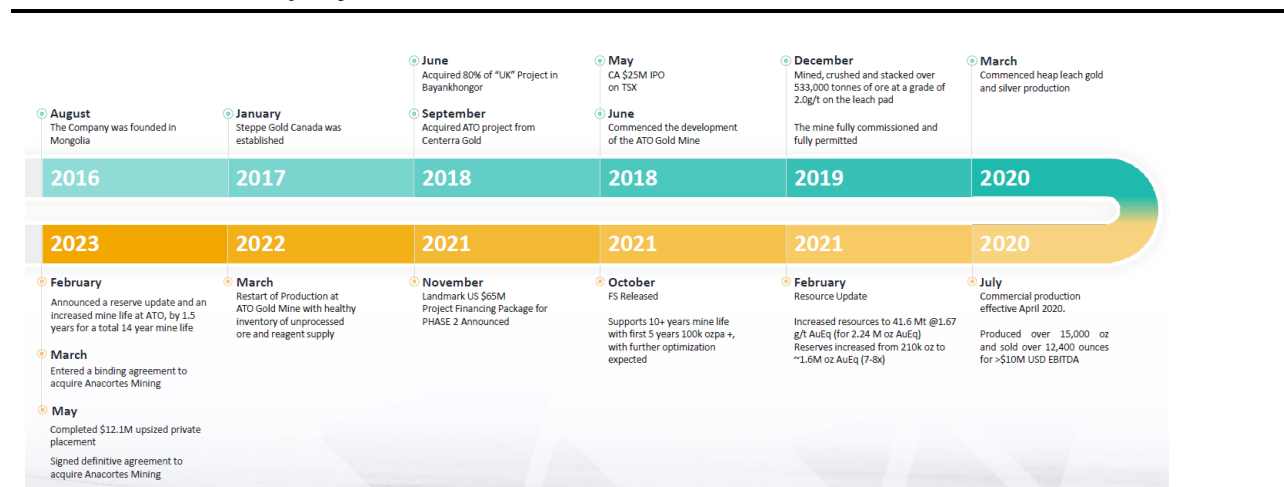 June
Acquired 80% of "UK" Project in
Bayankhongor
May
CA $25M IPO
on TSX
December
Mined, crushed and stacked over
533,000 tonnes of ore at a grade of
2.0g/t on the leach pad
The mine fully commissioned and
fully permitted
March
Commenced heap leach gold
and silver production
August
The Company was founded in
Mongolia
January
Steppe Gold Canada was
established
September
Acquired ATO project from
Centerra Gold
June
Commenced the development
of the ATO Gold Mine
2016
2017
2018
2018
2019
2020
2023
2022
2021
2021
2021
2020
February
Announced a reserve update and an
increased mine life at ATO, by 1.5
years for a total 14 year mine life
March
Entered a binding agreement to
acquire Anacortes Mining
May
Completed $12.1M upsized private
placement
Signed definitive agreement to
acquire Anacortes Mining
March
Restart of Production at
ATO Gold Mine with healthy
inventory of unprocessed
ore and reagent supply
November
Landmark US $65M
Project Financing Package for
PHASE 2 Announced
October
FS Released
Supports 10+ years mine life
with first 5 years 100k ozpa +,
with further optimization
expected
February
Resource Update
Increased resources to 41.6 Mt @1.67
g/t AuEq (for 2.24 M oz AuEq)
Reserves increased from 210k oz to
~1.6M oz AuEq (7-8x)
July
Commercial production
effective April 2020.
Produced over 15,000 oz
and sold over 12,400 ounces
for >$10M USD EBITDA